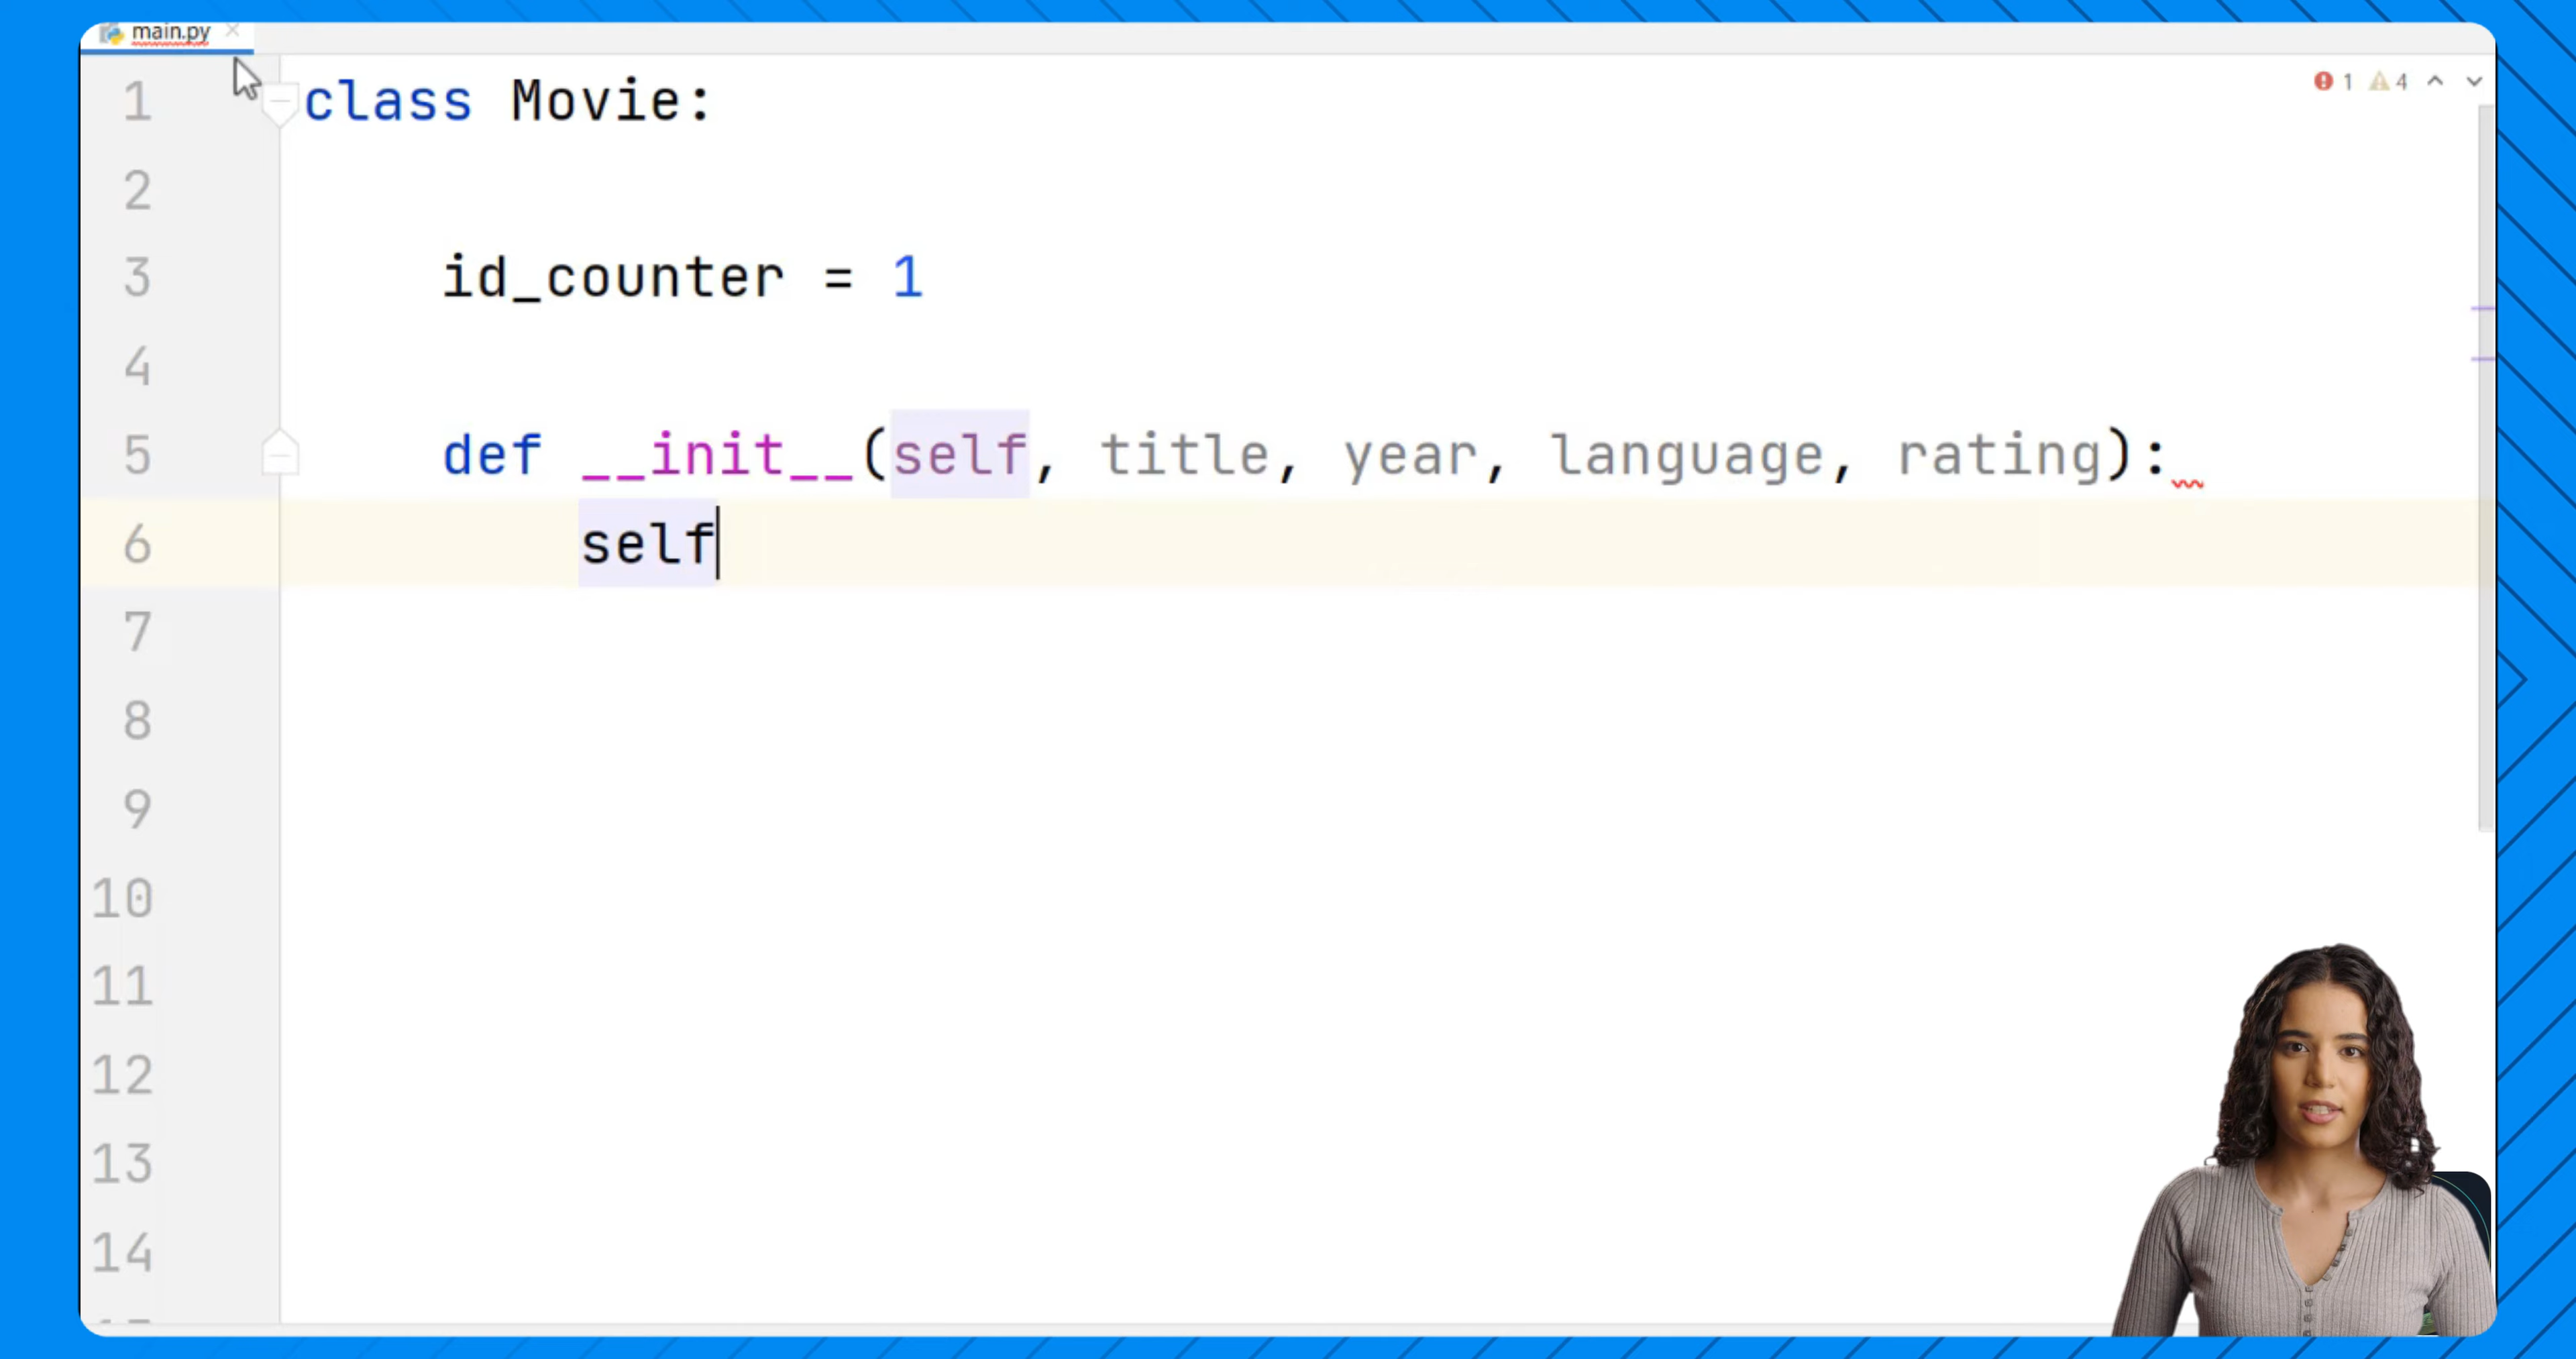 main.py
1 class Movie: 1 4
2
3 id_counter = 1
4
5 def __init__(self, title, year, language, rating):
6 self
7
8
9
10
11
12
13
14